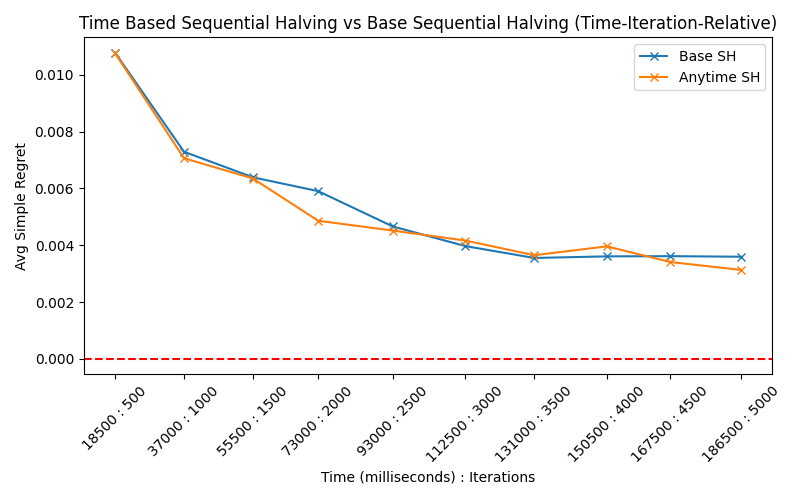 Time Based Sequential Halving vs Base Sequential Halving (Time-Iteration-Relative)
Base SH
Anytime SH
Avg Simple Regret
0.010
0.008
0.006
0.004
0.002
0.000
18500 : 500
37000 : 1000
55500 : 1500
73000 : 2000
93000 : 2500
112500 : 3000
131000 : 3500
150500 : 4000
167500 : 4500
186500 : 5000
Time (milliseconds) : Iterations